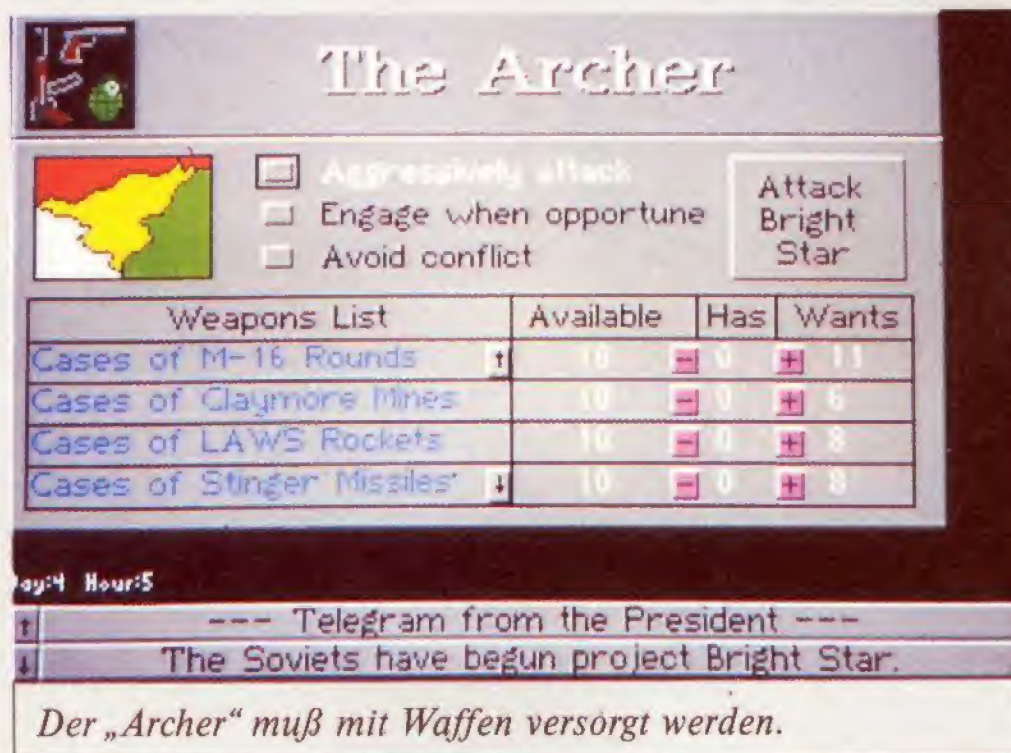 The Archer
Aggressively attack
Engage when opportune
Avoid conflict
Attack
Bright
Star
Weapons List Available Has Wants
Cases of M-16 Rounds 10 0 11
Cases of Claymore Mines 10 0 6
Cases of LAWS Rockets 10 0 8
Cases of Stinger Missiles 10 0 8
Day:4 Hour:5
--- Telegram from the President ---
The Soviets have begun project Bright Star.
Der „Archer“ muß mit Waffen versorgt werden.